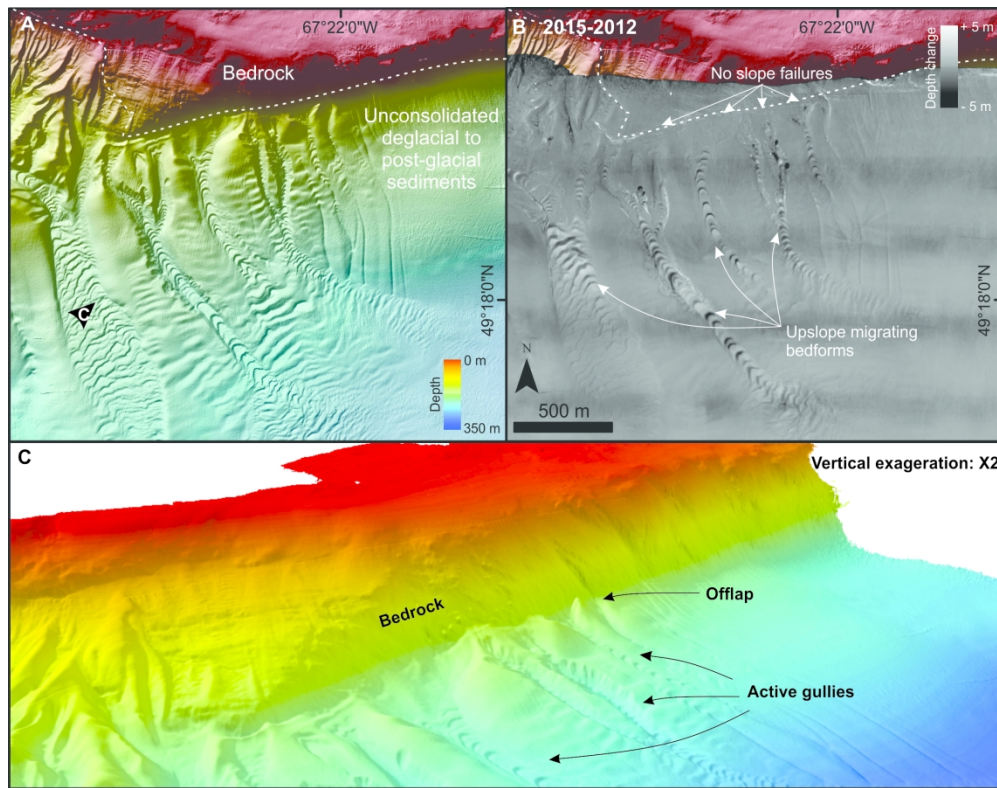 A
67°22'0"W
Bedrock
Unconsolidated
deglacial to
post-glacial
sediments
C
49°18'0"N
Depth
0 m
350 m
B
2015-2012
67°22'0"W
+ 5 m
Depth change
- 5 m
No slope failures
49°18'0"N
Upslope migrating
bedforms
N
500 m
C
Vertical exageration: X2
Bedrock
Offlap
Active gullies